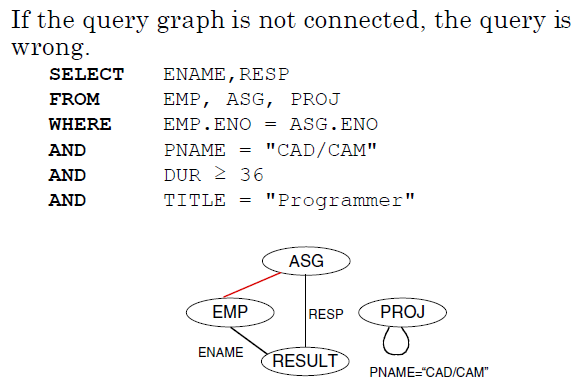 If the query graph is not connected, the query is
wrong.
SELECT ENAME,RESP
FROM EMP, ASG, PROJ
WHERE EMP.ENO = ASG.ENO
AND PNAME = "CAD/CAM"
AND DUR ≥ 36
AND TITLE = "Programmer"
ASG
EMP RESP PROJ
ENAME RESULT
PNAME=“CAD/CAM”